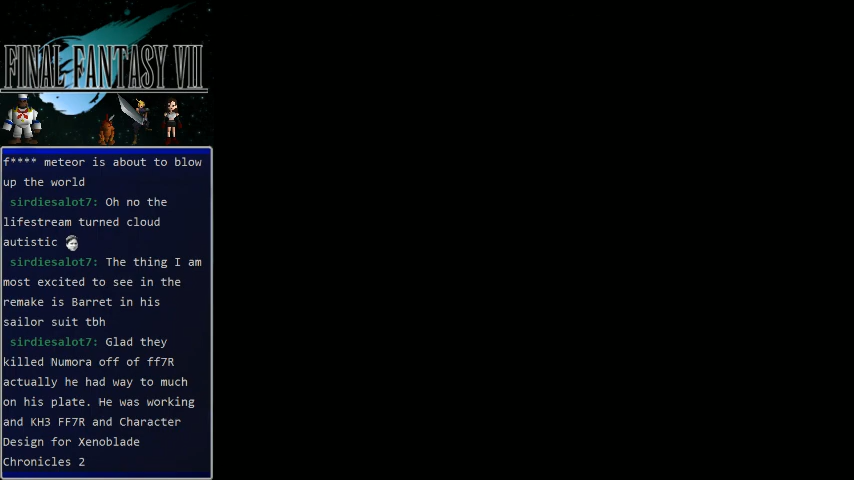 FINAL FANTASY VII
f**** meteor is about to blow
up the world
sirdiesalot7: Oh no the
lifestream turned cloud
autistic
sirdiesalot7: The thing I am
most excited to see in the
remake is Barret in his
sailor suit tbh
sirdiesalot7: Glad they
killed Numora off of ff7R
actually he had way to much
on his plate. He was working
and KH3 FF7R and Character
Design for Xenoblade
Chronicles 2